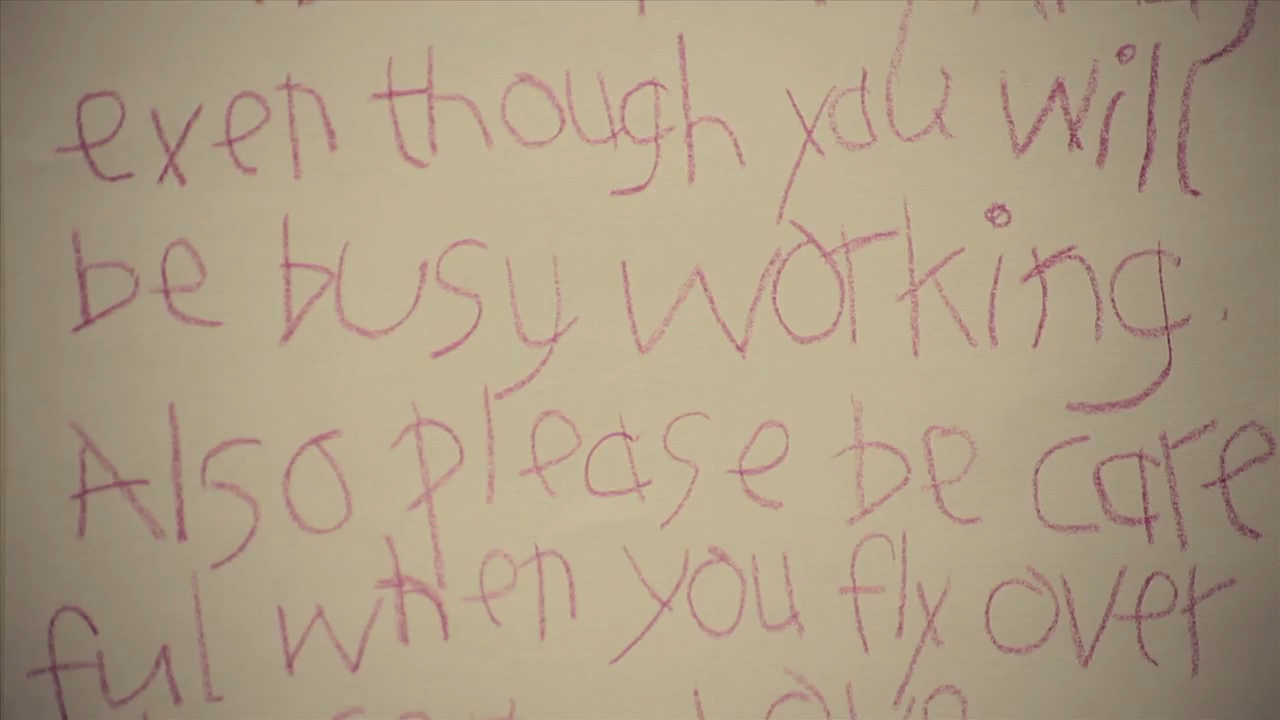 even though you will
be busy working.
Also please be care
ful when you fly over